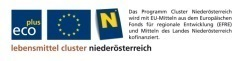 plus
eco
N
lebensmittel cluster niederösterreich
Das Programm Cluster Niederösterreich
wird mit EU-Mitteln aus dem Europäischen
Fonds für regionale Entwicklung (EFRE)
und Mitteln des Landes Niederösterreich
kofinanziert.